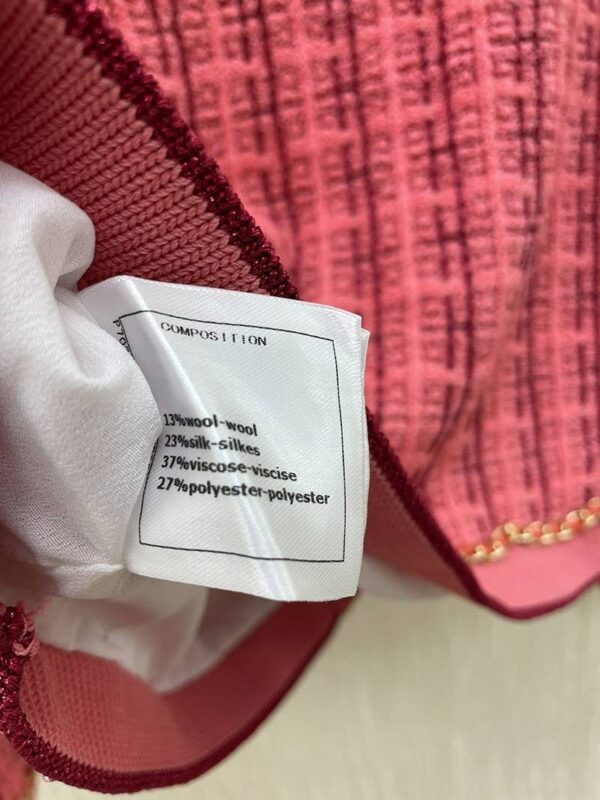 COMPOSITION
13%wool-wool
23%silk-silkes
37%viscose-viscise
27%polyester-polyester